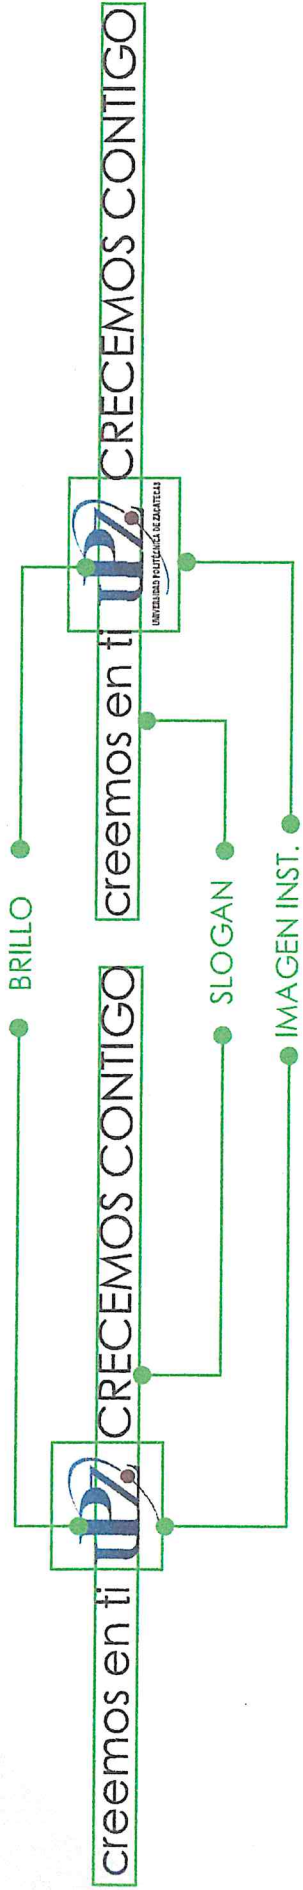 BRILLO
creemos en ti UPZ CRECEMOS CONTIGO
creemos en ti UPZ CRECEMOS CONTIGO
UNIVERSIDAD POLITÉCNICA DE ZACATECAS
SLOGAN
IMAGEN INST.